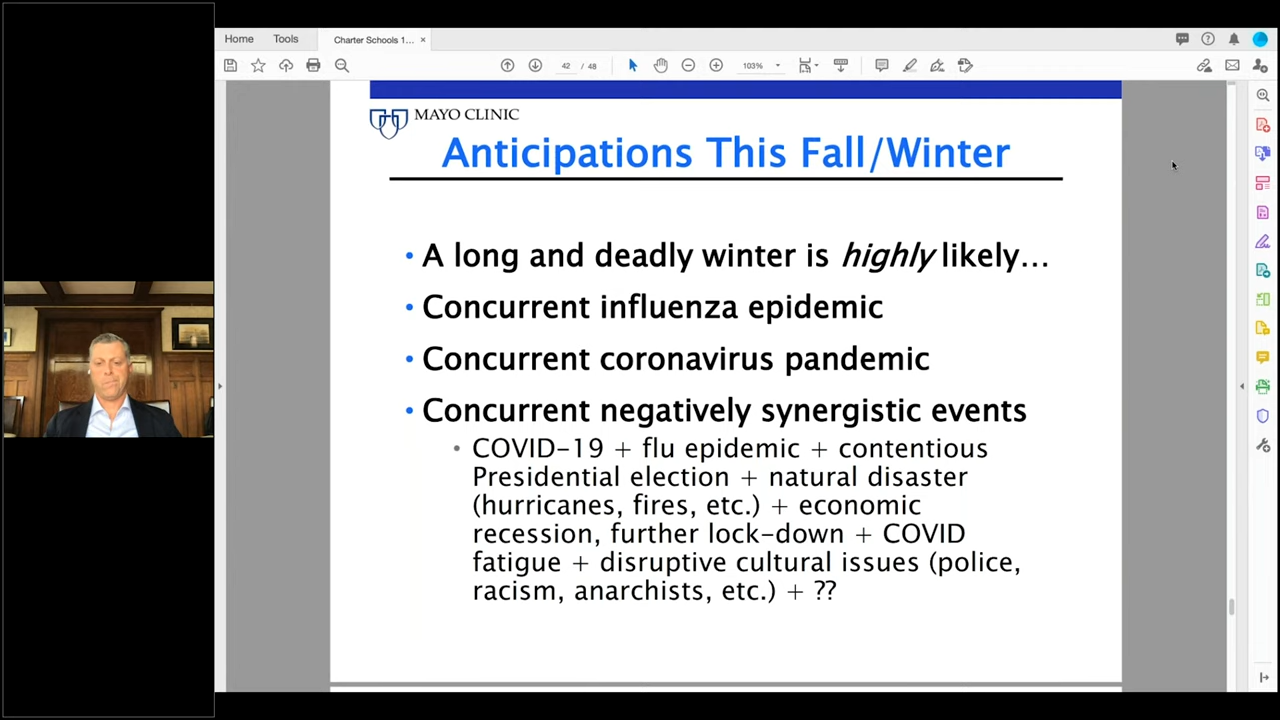 Home
Tools
Charter Schools 1...
42 / 48
103%
MAYO CLINIC
Anticipations This Fall/Winter
• A long and deadly winter is highly likely...
• Concurrent influenza epidemic
• Concurrent coronavirus pandemic
• Concurrent negatively synergistic events
• COVID-19 + flu epidemic + contentious
Presidential election + natural disaster
(hurricanes, fires, etc.) + economic
recession, further lock-down + COVID
fatigue + disruptive cultural issues (police,
racism, anarchists, etc.) + ??